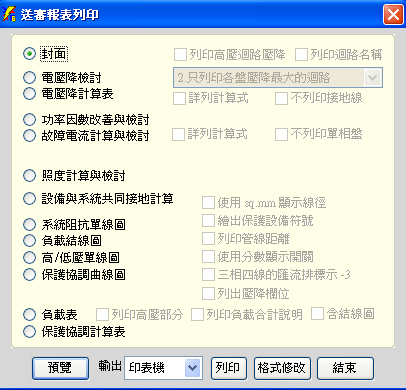 送審報表列印
封面 列印高壓迴路壓降 列印迴路名稱
電壓降檢討 2.只列印各盤壓降最大的迴路
電壓降計算表 詳列計算式 不列印接地線
功率因數改善與檢討
故障電流計算與檢討 詳列計算式 不列印單相盤
照度計算與檢討
設備與系統共同接地計算 使用 sq.mm 顯示線徑
繪出保護設備符號
系統阻抗單線圖
負載結線圖 列印管線距離
高/低壓單線圖 使用分數顯示開關
保護協調曲線圖 三相四線的匯流排標示 -3
列出壓降欄位
負載表 列印高壓部分 列印負載合計說明 含結線圖
保護協調計算表
預覽 輸出 印表機 列印 格式修改 結束